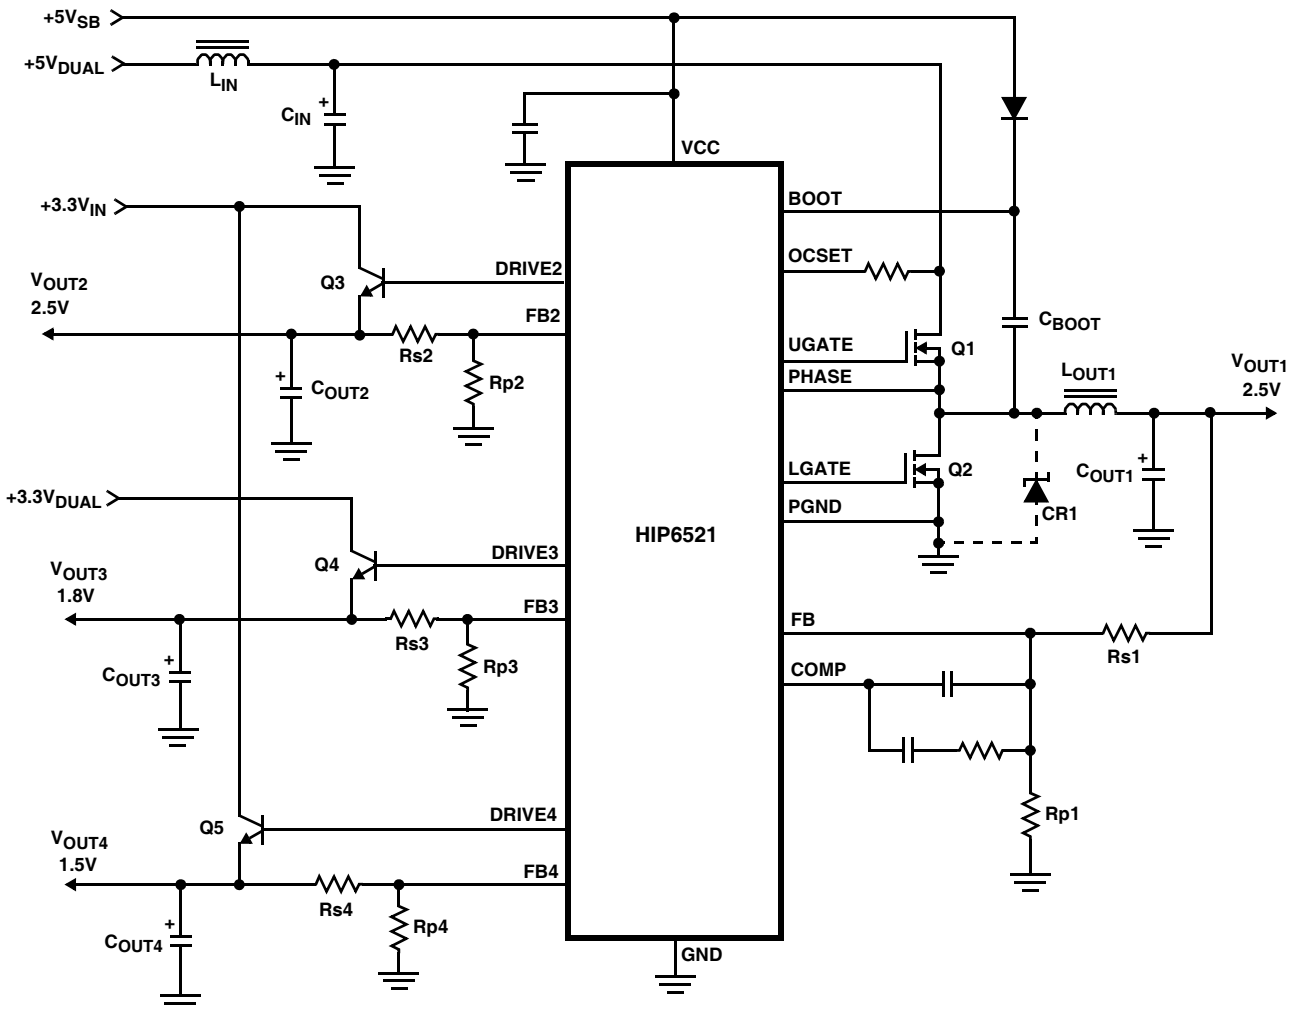 +5VSB
+5VDUAL
LIN
+
CIN
VCC
+3.3VIN
BOOT
OCSET
Q3
DRIVE2
VOUT2
2.5V
FB2
Rs2
+
COUT2
Rp2
CBOOT
UGATE
Q1
PHASE
LOUT1
VOUT1
2.5V
LGATE
Q2
+
COUT1
PGND
CR1
+3.3VDUAL
HIP6521
Q4
DRIVE3
VOUT3
1.8V
FB3
Rs3
+
COUT3
Rp3
FB
Rs1
COMP
Q5
DRIVE4
VOUT4
1.5V
FB4
Rs4
+
COUT4
Rp4
Rp1
GND